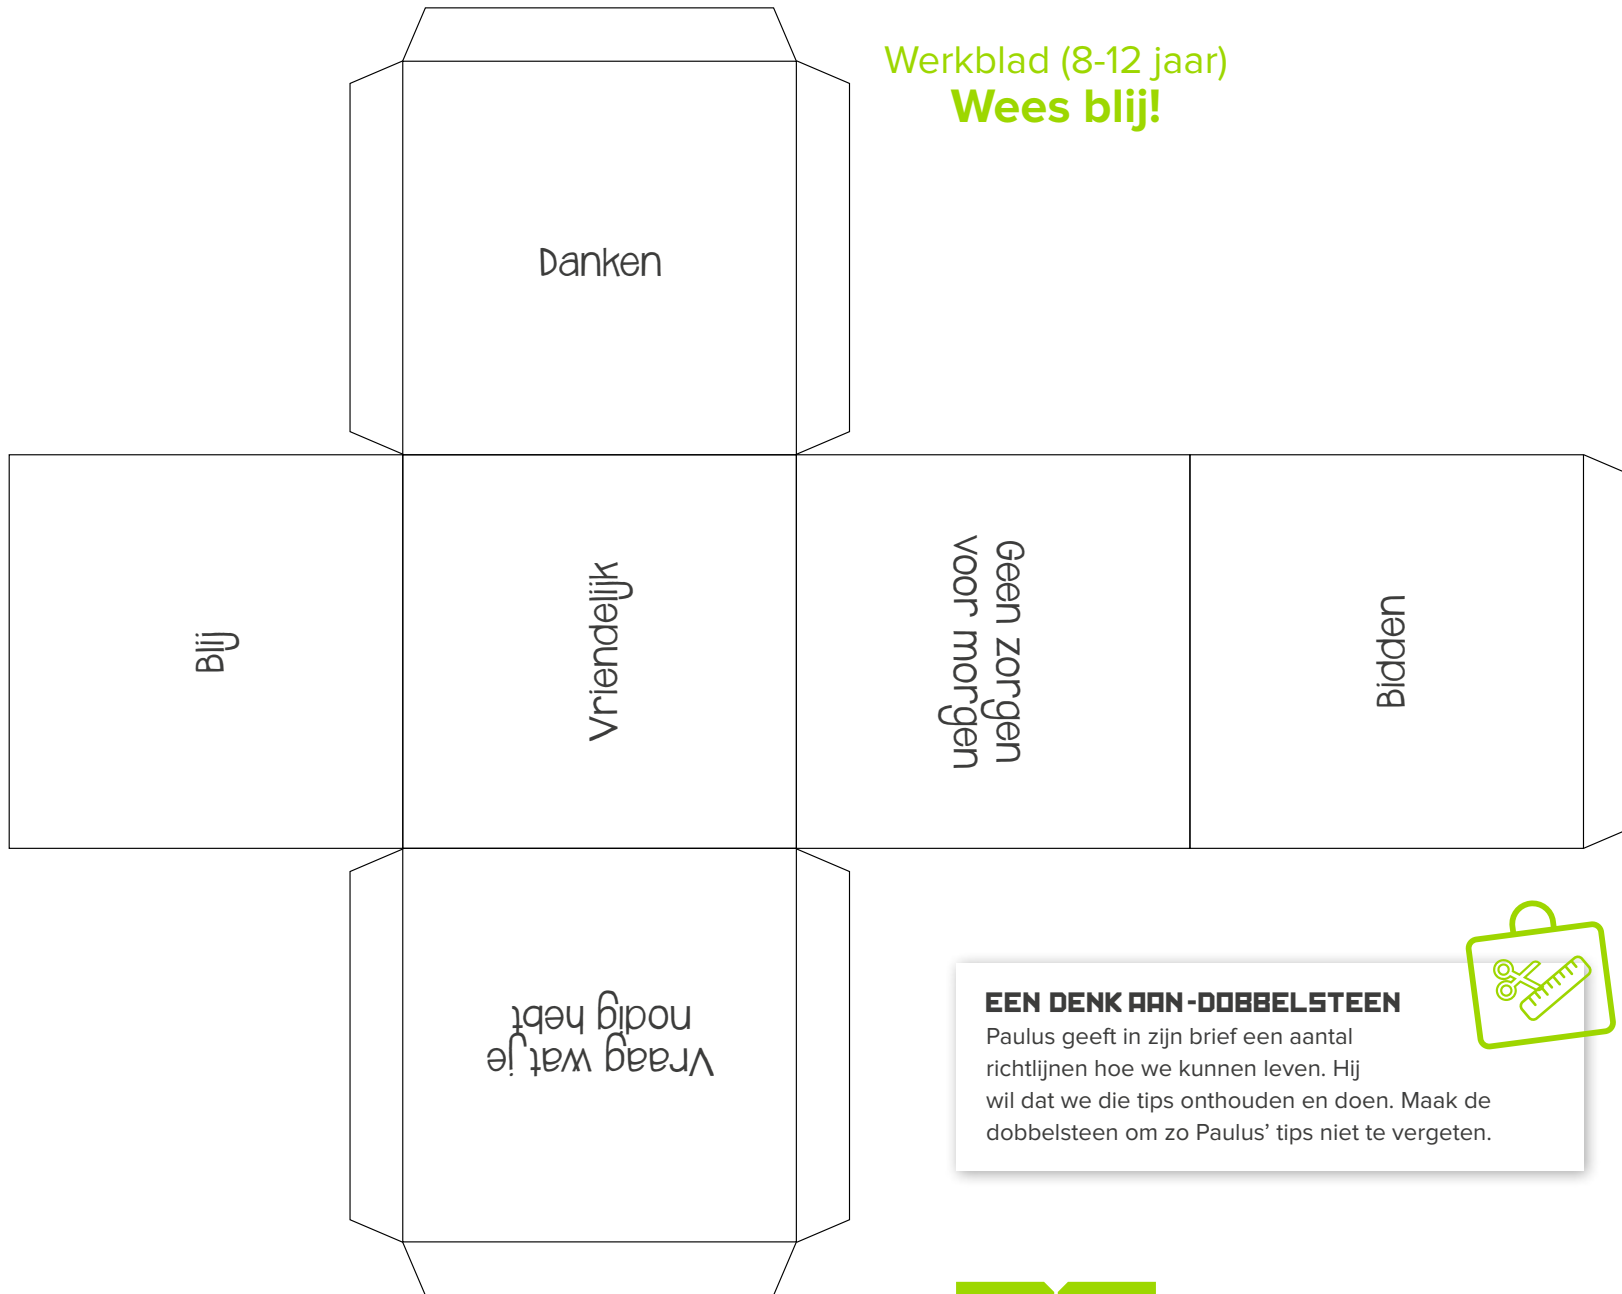 Werkblad (8-12 jaar)
Wees blij!
Danken
Blij
Vriendelijk
Geen zorgen
voor morgen
Bidden
Vraag wat je
nodig hebt
EEN DENK AAN-DOBBELSTEEN
Paulus geeft in zijn brief een aantal
richtlijnen hoe we kunnen leven. Hij
wil dat we die tips onthouden en doen. Maak de
dobbelsteen om zo Paulus’ tips niet te vergeten.